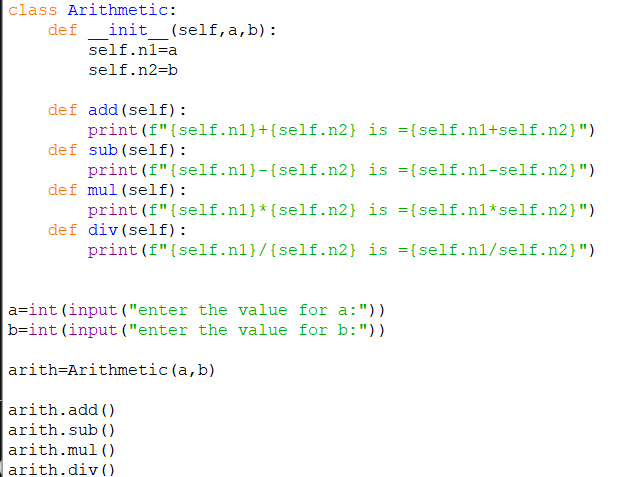 class Arithmetic:
    def __init__(self,a,b):
        self.n1=a
        self.n2=b

    def add(self):
        print(f"{self.n1}+{self.n2} is ={self.n1+self.n2}")
    def sub(self):
        print(f"{self.n1}-{self.n2} is ={self.n1-self.n2}")
    def mul(self):
        print(f"{self.n1}*{self.n2} is ={self.n1*self.n2}")
    def div(self):
        print(f"{self.n1}/{self.n2} is ={self.n1/self.n2}")


a=int(input("enter the value for a:"))
b=int(input("enter the value for b:"))

arith=Arithmetic(a,b)

arith.add()
arith.sub()
arith.mul()
arith.div()